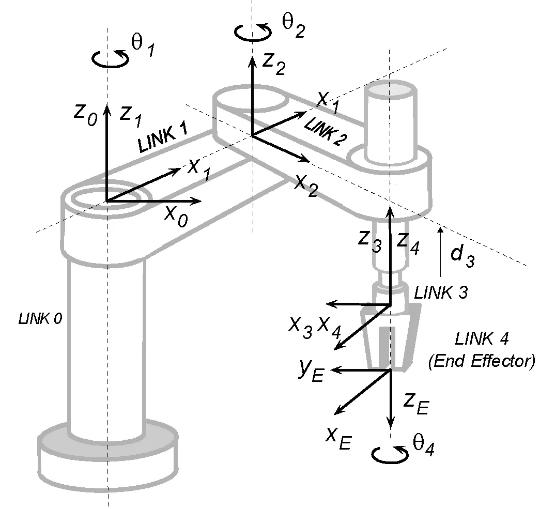 θ1
θ2
z2
z0 z1
LINK 1
x1
LINK 2
x1
x0
x2
z3 z4
d3
LINK 3
LINK 0
x3 x4
LINK 4
(End Effector)
yE
zE
xE
θ4